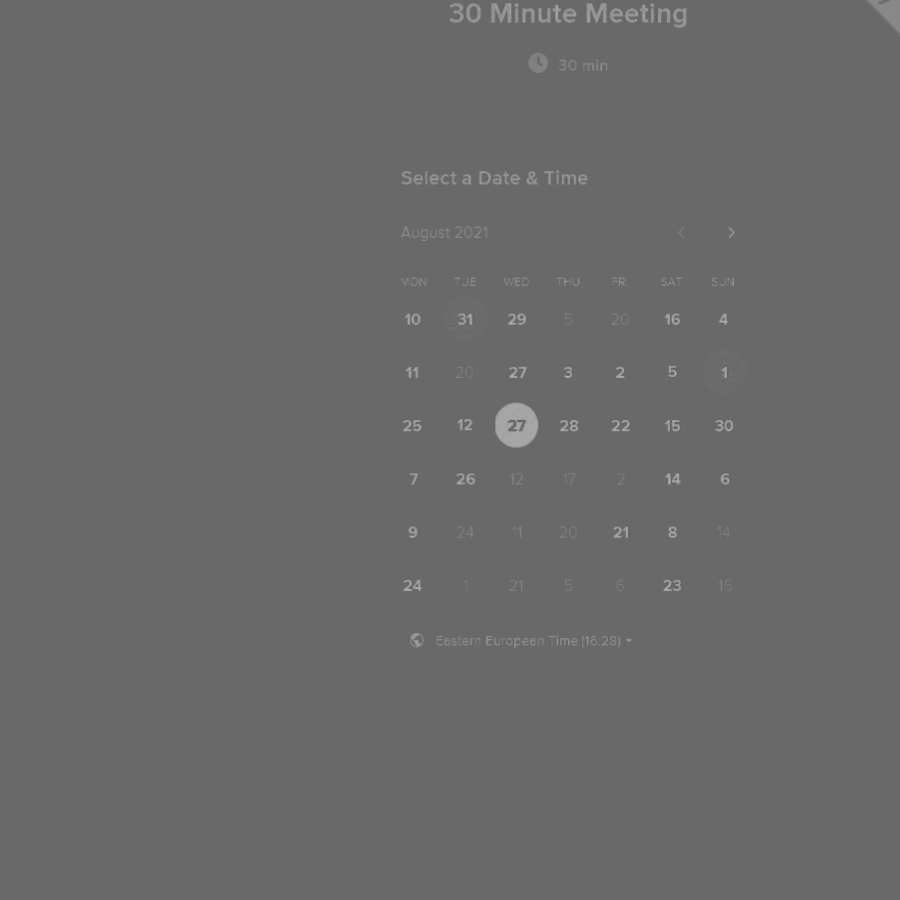 30 Minute Meeting
30 min
Select a Date & Time
August 2021
MON TUE WED THU FRI SAT SUN
10 31 29 5 20 16 4
11 20 27 3 2 5 1
25 12 27 28 22 15 30
7 26 12 17 2 14 6
9 24 11 20 21 8 14
24 1 21 5 6 23 16
Eastern European Time (16:28)